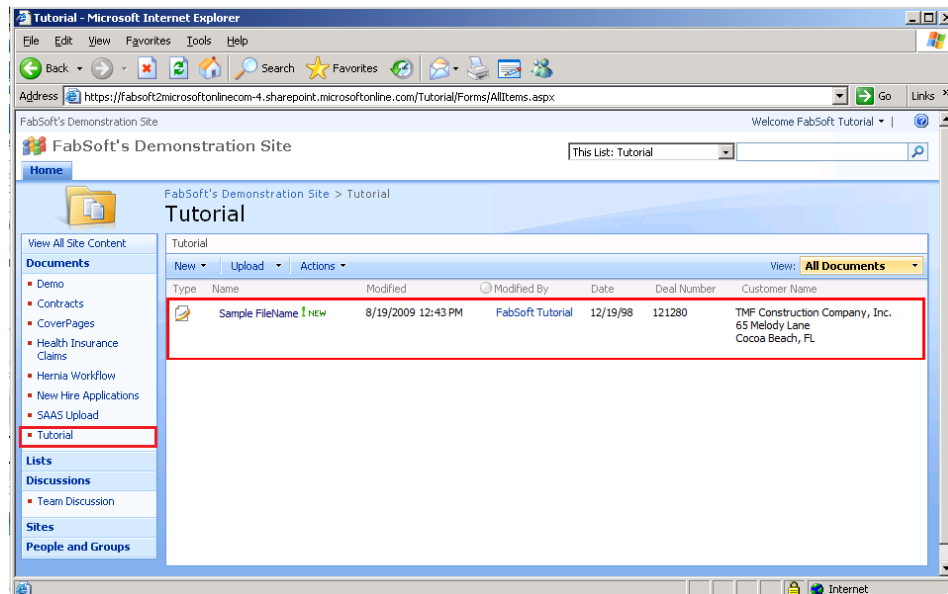 Tutorial - Microsoft Internet Explorer
File Edit View Favorites Tools Help
Back Search Favorites
Address https://fabsoft2microsoftonlinecom-4.sharepoint.microsoftonline.com/Tutorial/Forms/AllItems.aspx Go Links »
FabSoft's Demonstration Site Welcome FabSoft Tutorial |
FabSoft's Demonstration Site This List: Tutorial
Home
FabSoft's Demonstration Site > Tutorial
Tutorial
View All Site Content
Documents
Demo
Contracts
CoverPages
Health Insurance
Claims
Hernia Workflow
New Hire Applications
SAAS Upload
Tutorial
Lists
Discussions
Team Discussion
Sites
People and Groups
Tutorial
New Upload Actions View: All Documents
Type Name Modified Modified By Date Deal Number Customer Name
Sample FileName ! NEW 8/19/2009 12:43 PM FabSoft Tutorial 12/19/98 121280 TMF Construction Company, Inc.
65 Melody Lane
Cocoa Beach, FL
Internet